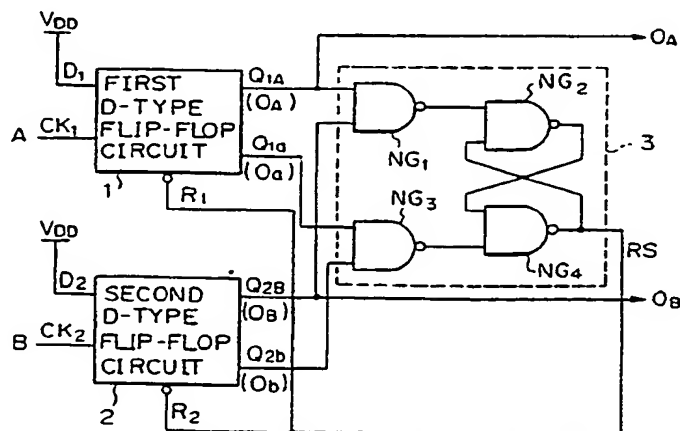 VDD
D1
FIRST
D-TYPE
FLIP-FLOP
CIRCUIT
A
CK1
1
R1
Q1A
(OA)
Q1a
(Oa)
NG1
NG2
NG3
NG4
3
RS
OA
OB
VDD
D2
SECOND
D-TYPE
FLIP-FLOP
CIRCUIT
B
CK2
2
R2
Q2B
(OB)
Q2b
(Ob)